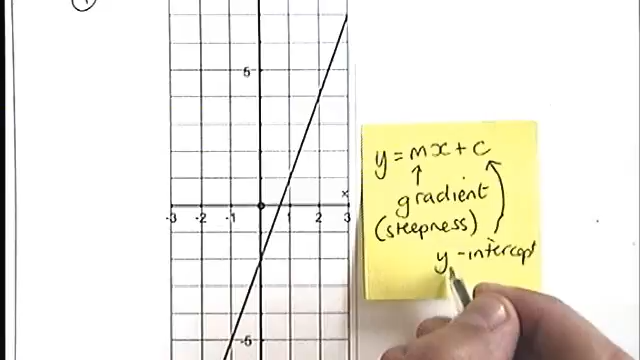 5
x
-3 -2 -1 0 1 2 3
-5
y = mx + c
gradient
(steepness)
y-intercept